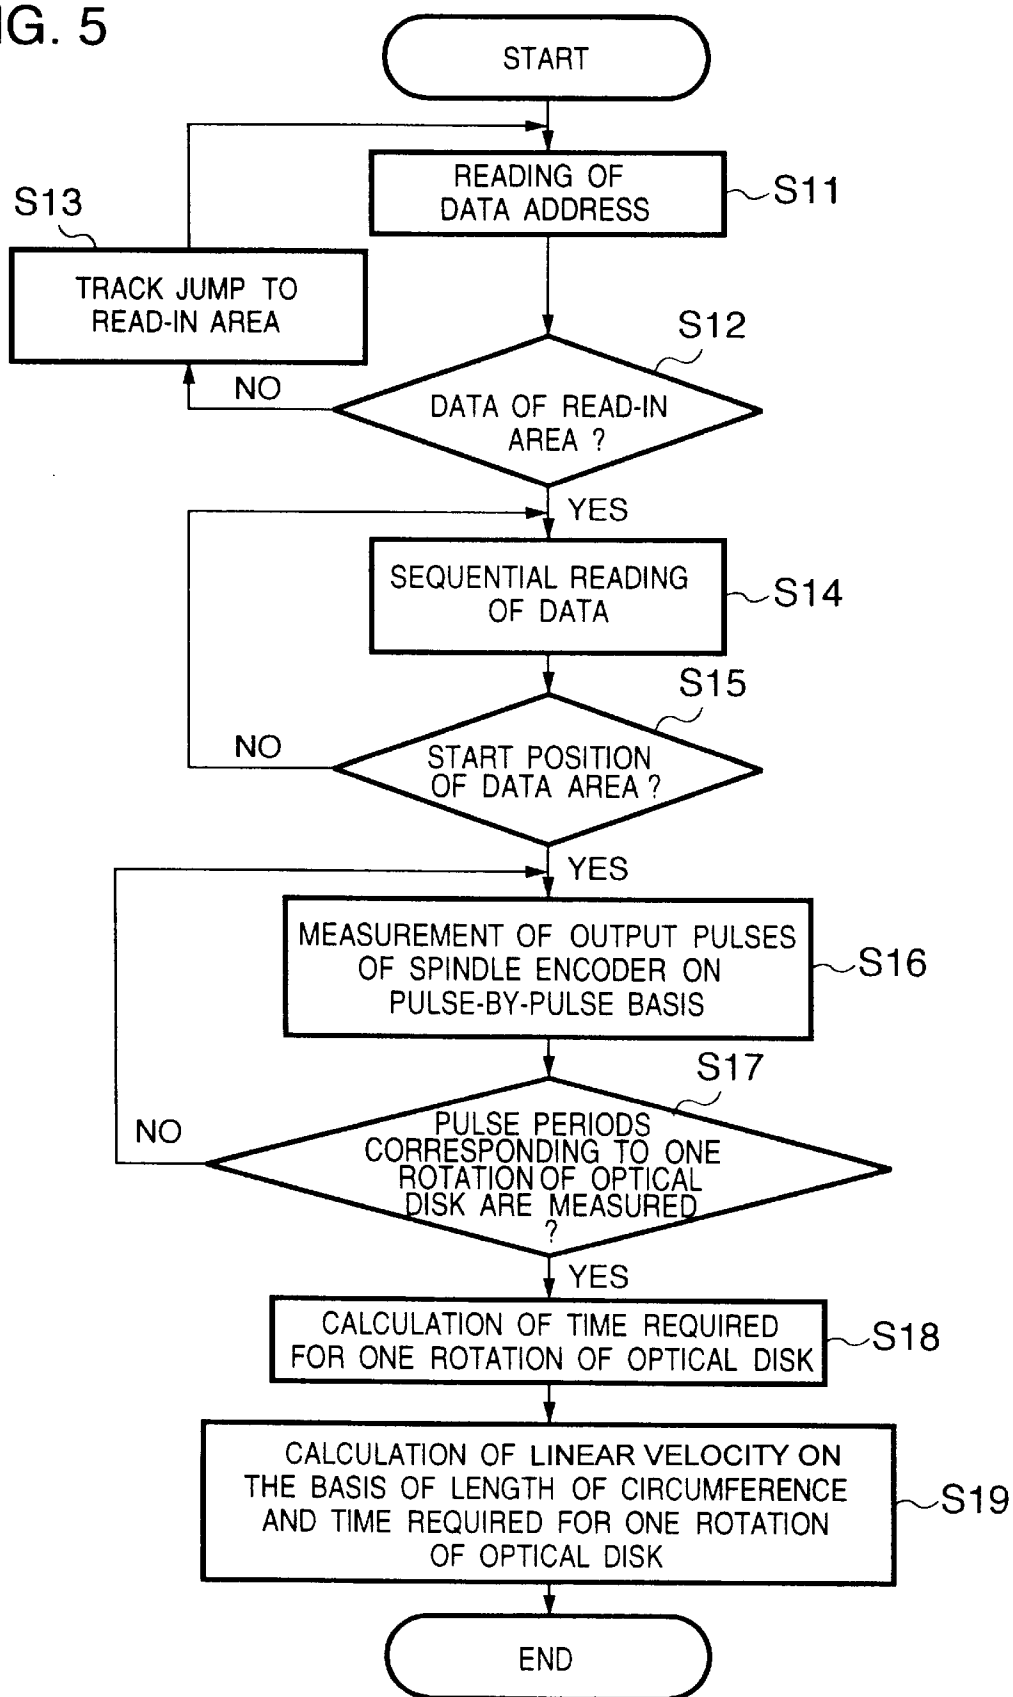 IG. 5
START
READING OF
DATA ADDRESS
S11
S13
TRACK JUMP TO
READ-IN AREA
S12
NO
DATA OF READ-IN
AREA ?
YES
SEQUENTIAL READING
OF DATA
S14
S15
NO
START POSITION
OF DATA AREA ?
YES
MEASUREMENT OF OUTPUT PULSES
OF SPINDLE ENCODER ON
PULSE-BY-PULSE BASIS
S16
S17
NO
PULSE PERIODS
CORRESPONDING TO ONE
ROTATION OF OPTICAL
DISK ARE MEASURED
?
YES
CALCULATION OF TIME REQUIRED
FOR ONE ROTATION OF OPTICAL DISK
S18
CALCULATION OF LINEAR VELOCITY ON
THE BASIS OF LENGTH OF CIRCUMFERENCE
AND TIME REQUIRED FOR ONE ROTATION
OF OPTICAL DISK
S19
END